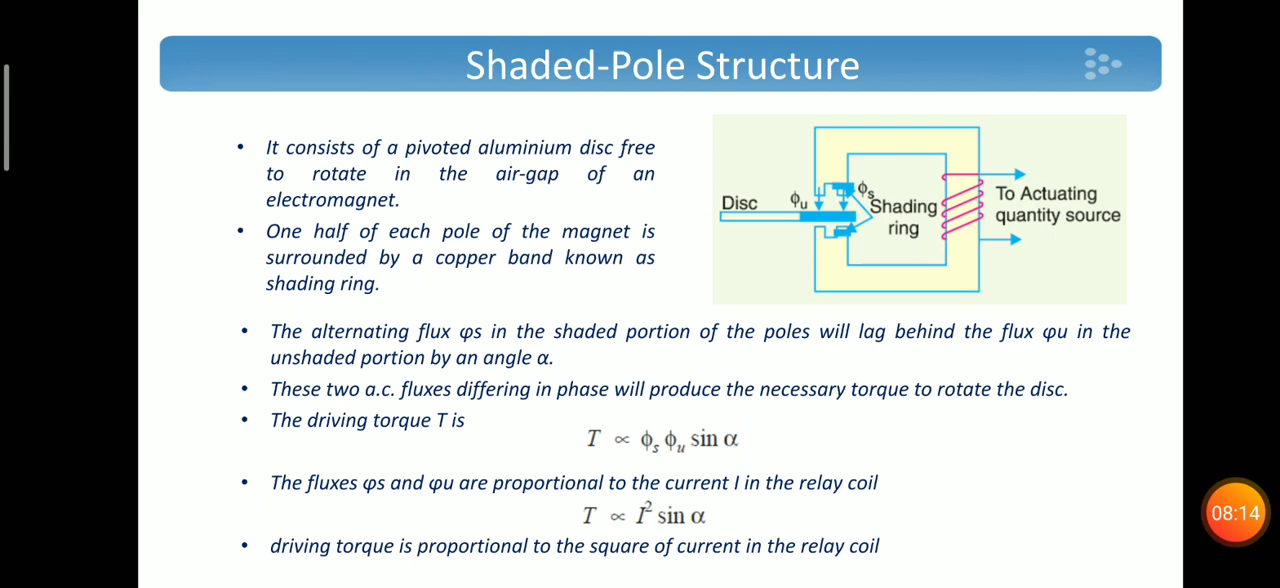 Shaded-Pole Structure
• It consists of a pivoted aluminium disc free
to rotate in the air-gap of an
electromagnet.
• One half of each pole of the magnet is
surrounded by a copper band known as
shading ring.
Disc
ϕu
ϕs
Shading
ring
To Actuating
quantity source
• The alternating flux φs in the shaded portion of the poles will lag behind the flux φu in the
unshaded portion by an angle α.
• These two a.c. fluxes differing in phase will produce the necessary torque to rotate the disc.
• The driving torque T is
T ∝ ϕs ϕu sin α
• The fluxes φs and φu are proportional to the current I in the relay coil
T ∝ I² sin α
• driving torque is proportional to the square of current in the relay coil
08:14